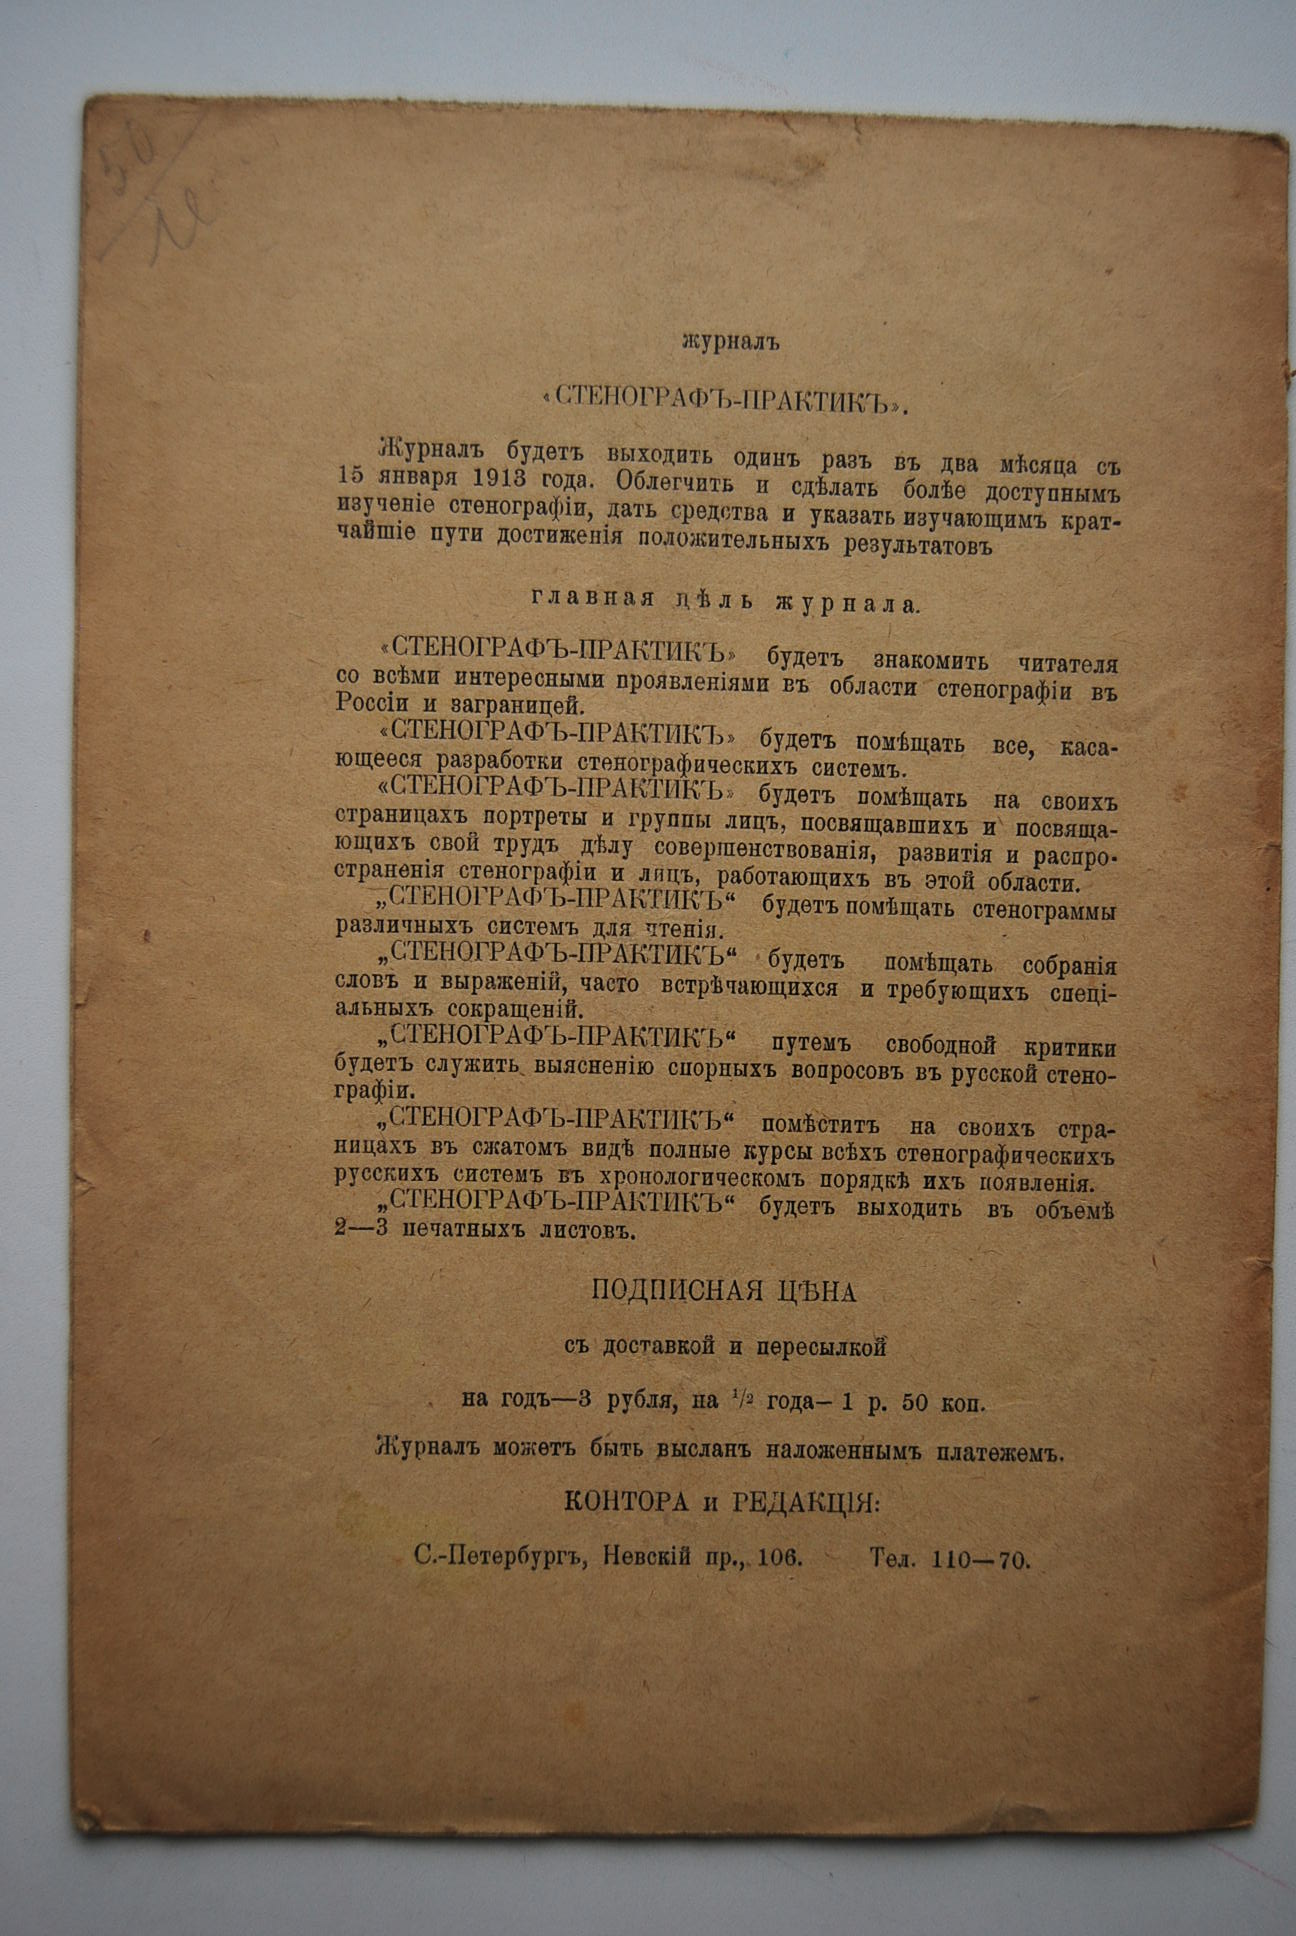 журналъ
«СТЕНОГРАФЪ-ПРАКТИКЪ».
Журналъ будетъ выходить одинъ разъ въ два мѣсяца съ
15 января 1913 года. Облегчить и сдѣлать болѣе доступнымъ
изученіе стенографіи, дать средства и указать изучающимъ крат-
чайшіе пути достиженія положительныхъ результатовъ
главная цѣль журнала.
«СТЕНОГРАФЪ-ПРАКТИКЪ» будетъ знакомить читателя
со всѣми интересными проявленіями въ области стенографіи въ
Россіи и заграницей.
«СТЕНОГРАФЪ-ПРАКТИКЪ» будетъ помѣщать все, каса-
ющееся разработки стенографическихъ системъ.
«СТЕНОГРАФЪ-ПРАКТИКЪ» будетъ помѣщать на своихъ
страницахъ портреты и группы лицъ, посвящавшихъ и посвяща-
ющихъ свой трудъ дѣлу совершенствованія, развитія и распро-
страненія стенографіи и лицъ, работающихъ въ этой области.
„СТЕНОГРАФЪ-ПРАКТИКЪ“ будетъ помѣщать стенограммы
различныхъ системъ для чтенія.
„СТЕНОГРАФЪ-ПРАКТИКЪ“ будетъ помѣщать собранія
словъ и выраженій, часто встрѣчающихся и требующихъ спеці-
альныхъ сокращеній.
„СТЕНОГРАФЪ-ПРАКТИКЪ“ путемъ свободной критики
будетъ служить выясненію спорныхъ вопросовъ въ русской стено-
графіи.
„СТЕНОГРАФЪ-ПРАКТИКЪ“ помѣститъ на своихъ стра-
ницахъ въ сжатомъ видѣ полные курсы всѣхъ стенографическихъ
русскихъ системъ въ хронологическомъ порядкѣ ихъ появленія.
„СТЕНОГРАФЪ-ПРАКТИКЪ“ будетъ выходить въ объемѣ
2—3 печатныхъ листовъ.
ПОДПИСНАЯ ЦѢНА
съ доставкой и пересылкой
на годъ—3 рубля, на ½ года—1 р. 50 коп.
Журналъ можетъ быть высланъ наложеннымъ платежемъ.
КОНТОРА и РЕДАКЦІЯ:
С.-Петербургъ, Невскій пр., 106. Тел. 110—70.